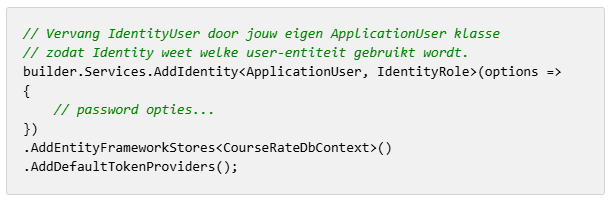 // Vervang IdentityUser door jouw eigen ApplicationUser klasse
// zodat Identity weet welke user-entiteit gebruikt wordt.
builder.Services.AddIdentity<ApplicationUser, IdentityRole>(options =>
{
    // password opties...
})
.AddEntityFrameworkStores<CourseRateDbContext>()
.AddDefaultTokenProviders();